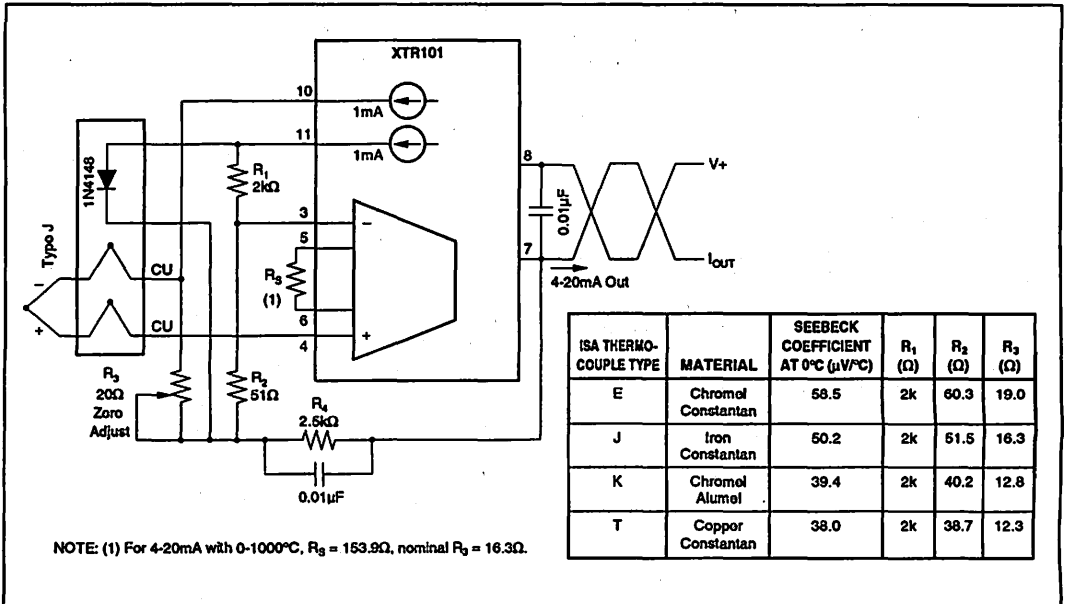 XTR101
10
1mA
11
1mA
1N4148
R1
2kΩ
3
–
5
RS
(1)
6
+
4
Typo J
–
+
CU
CU
R3
20Ω
Zoro
Adjust
R2
51Ω
R4
2.5kΩ
0.01µF
8
0.01µF
7
V+
IOUT
4-20mA Out
ISA THERMO-COUPLE TYPE MATERIAL SEEBECK COEFFICIENT AT 0°C (µV/°C) R1 (Ω) R2 (Ω) R3 (Ω)
E Chromel Constantan 58.5 2k 60.3 19.0
J Iron Constantan 50.2 2k 51.5 16.3
K Chromel Alumel 39.4 2k 40.2 12.8
T Coppor Constantan 38.0 2k 38.7 12.3
NOTE: (1) For 4-20mA with 0-1000°C, RS = 153.9Ω, nominal R3 = 16.3Ω.